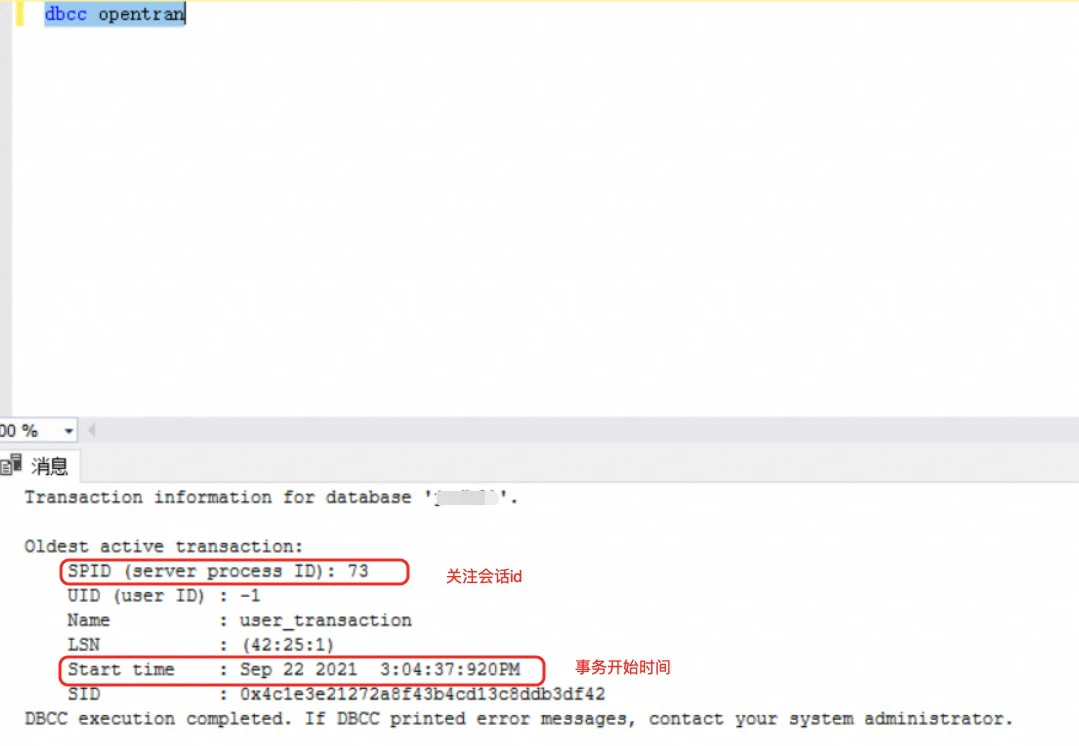 dbcc opentran
00 %
消息
Transaction information for database ' '.
Oldest active transaction:
SPID (server process ID): 73
关注会话id
UID (user ID) : -1
Name : user_transaction
LSN : (42:25:1)
Start time : Sep 22 2021 3:04:37:920PM
事务开始时间
SID : 0x4c1e3e21272a8f43b4cd13c8ddb3df42
DBCC execution completed. If DBCC printed error messages, contact your system administrator.